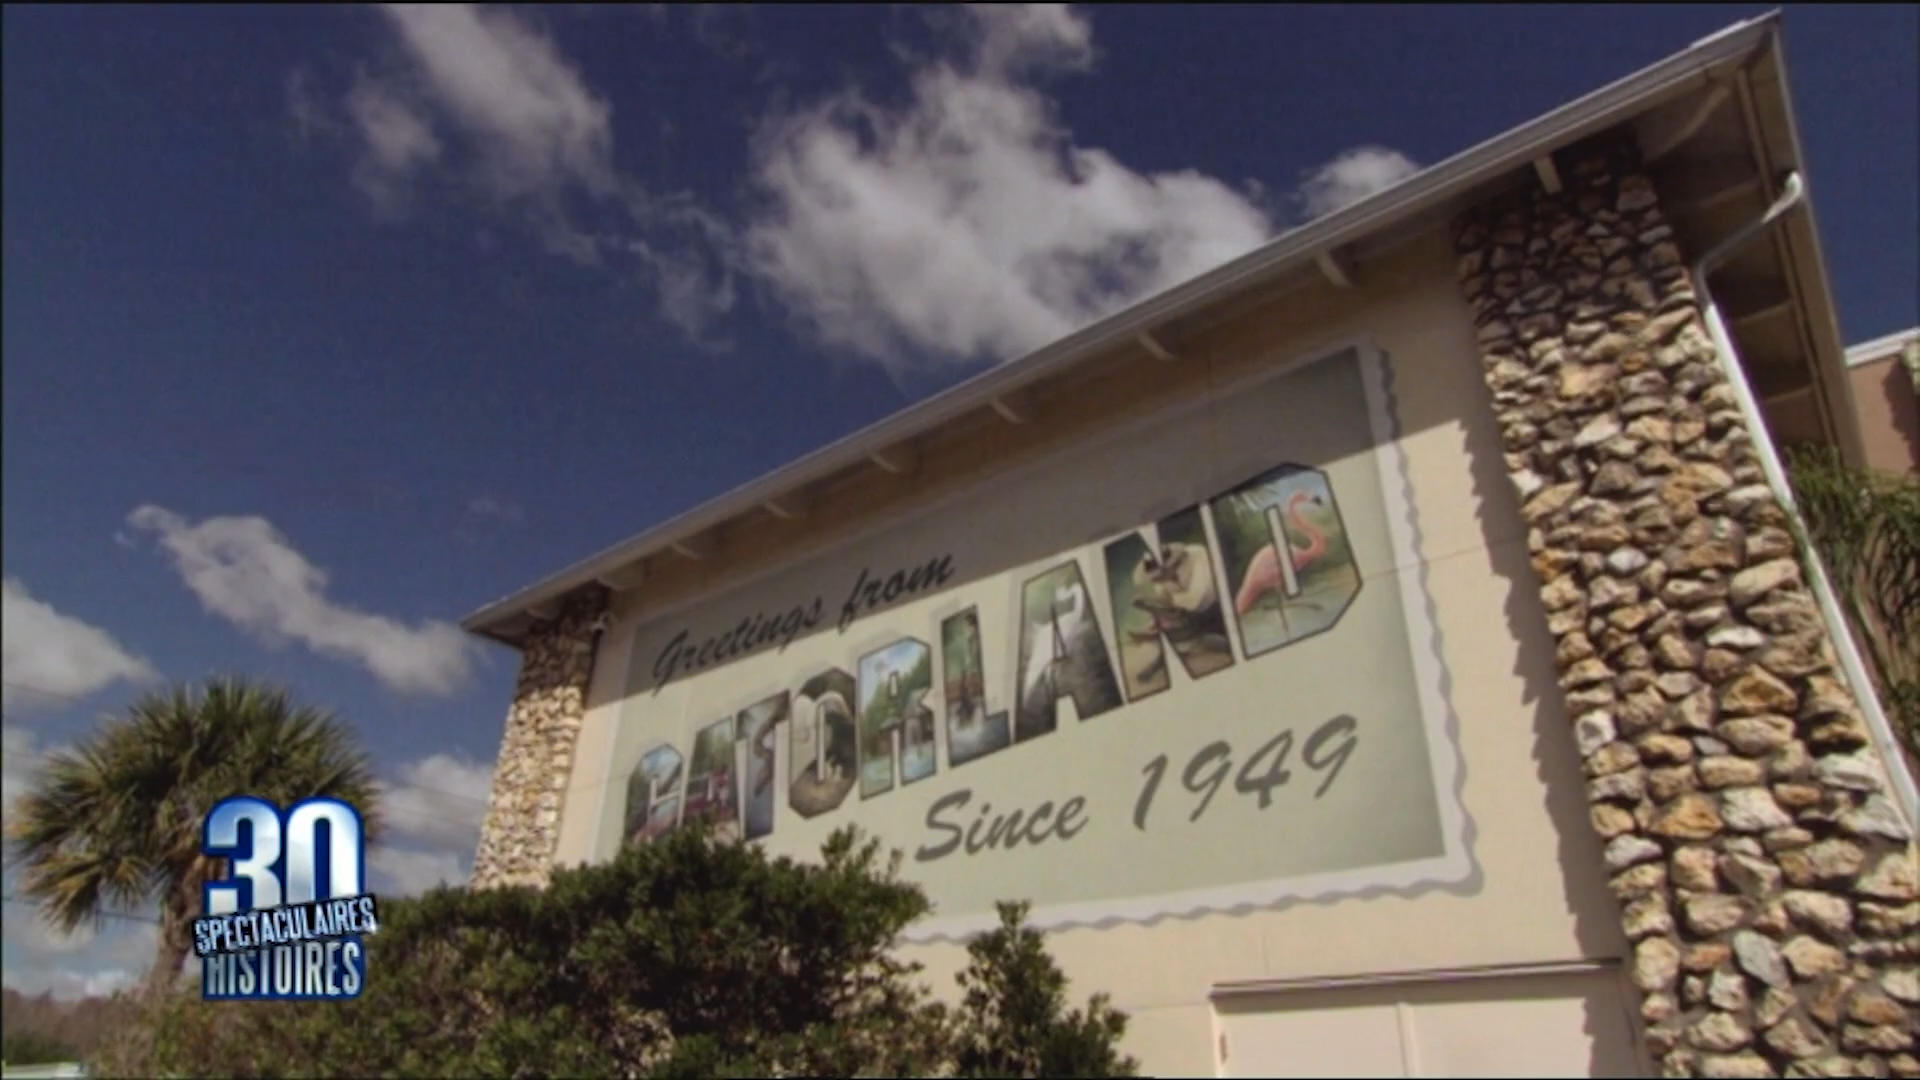 Greetings from
GATORLAND
Since 1949
30
SPECTACULAIRES
HISTOIRES